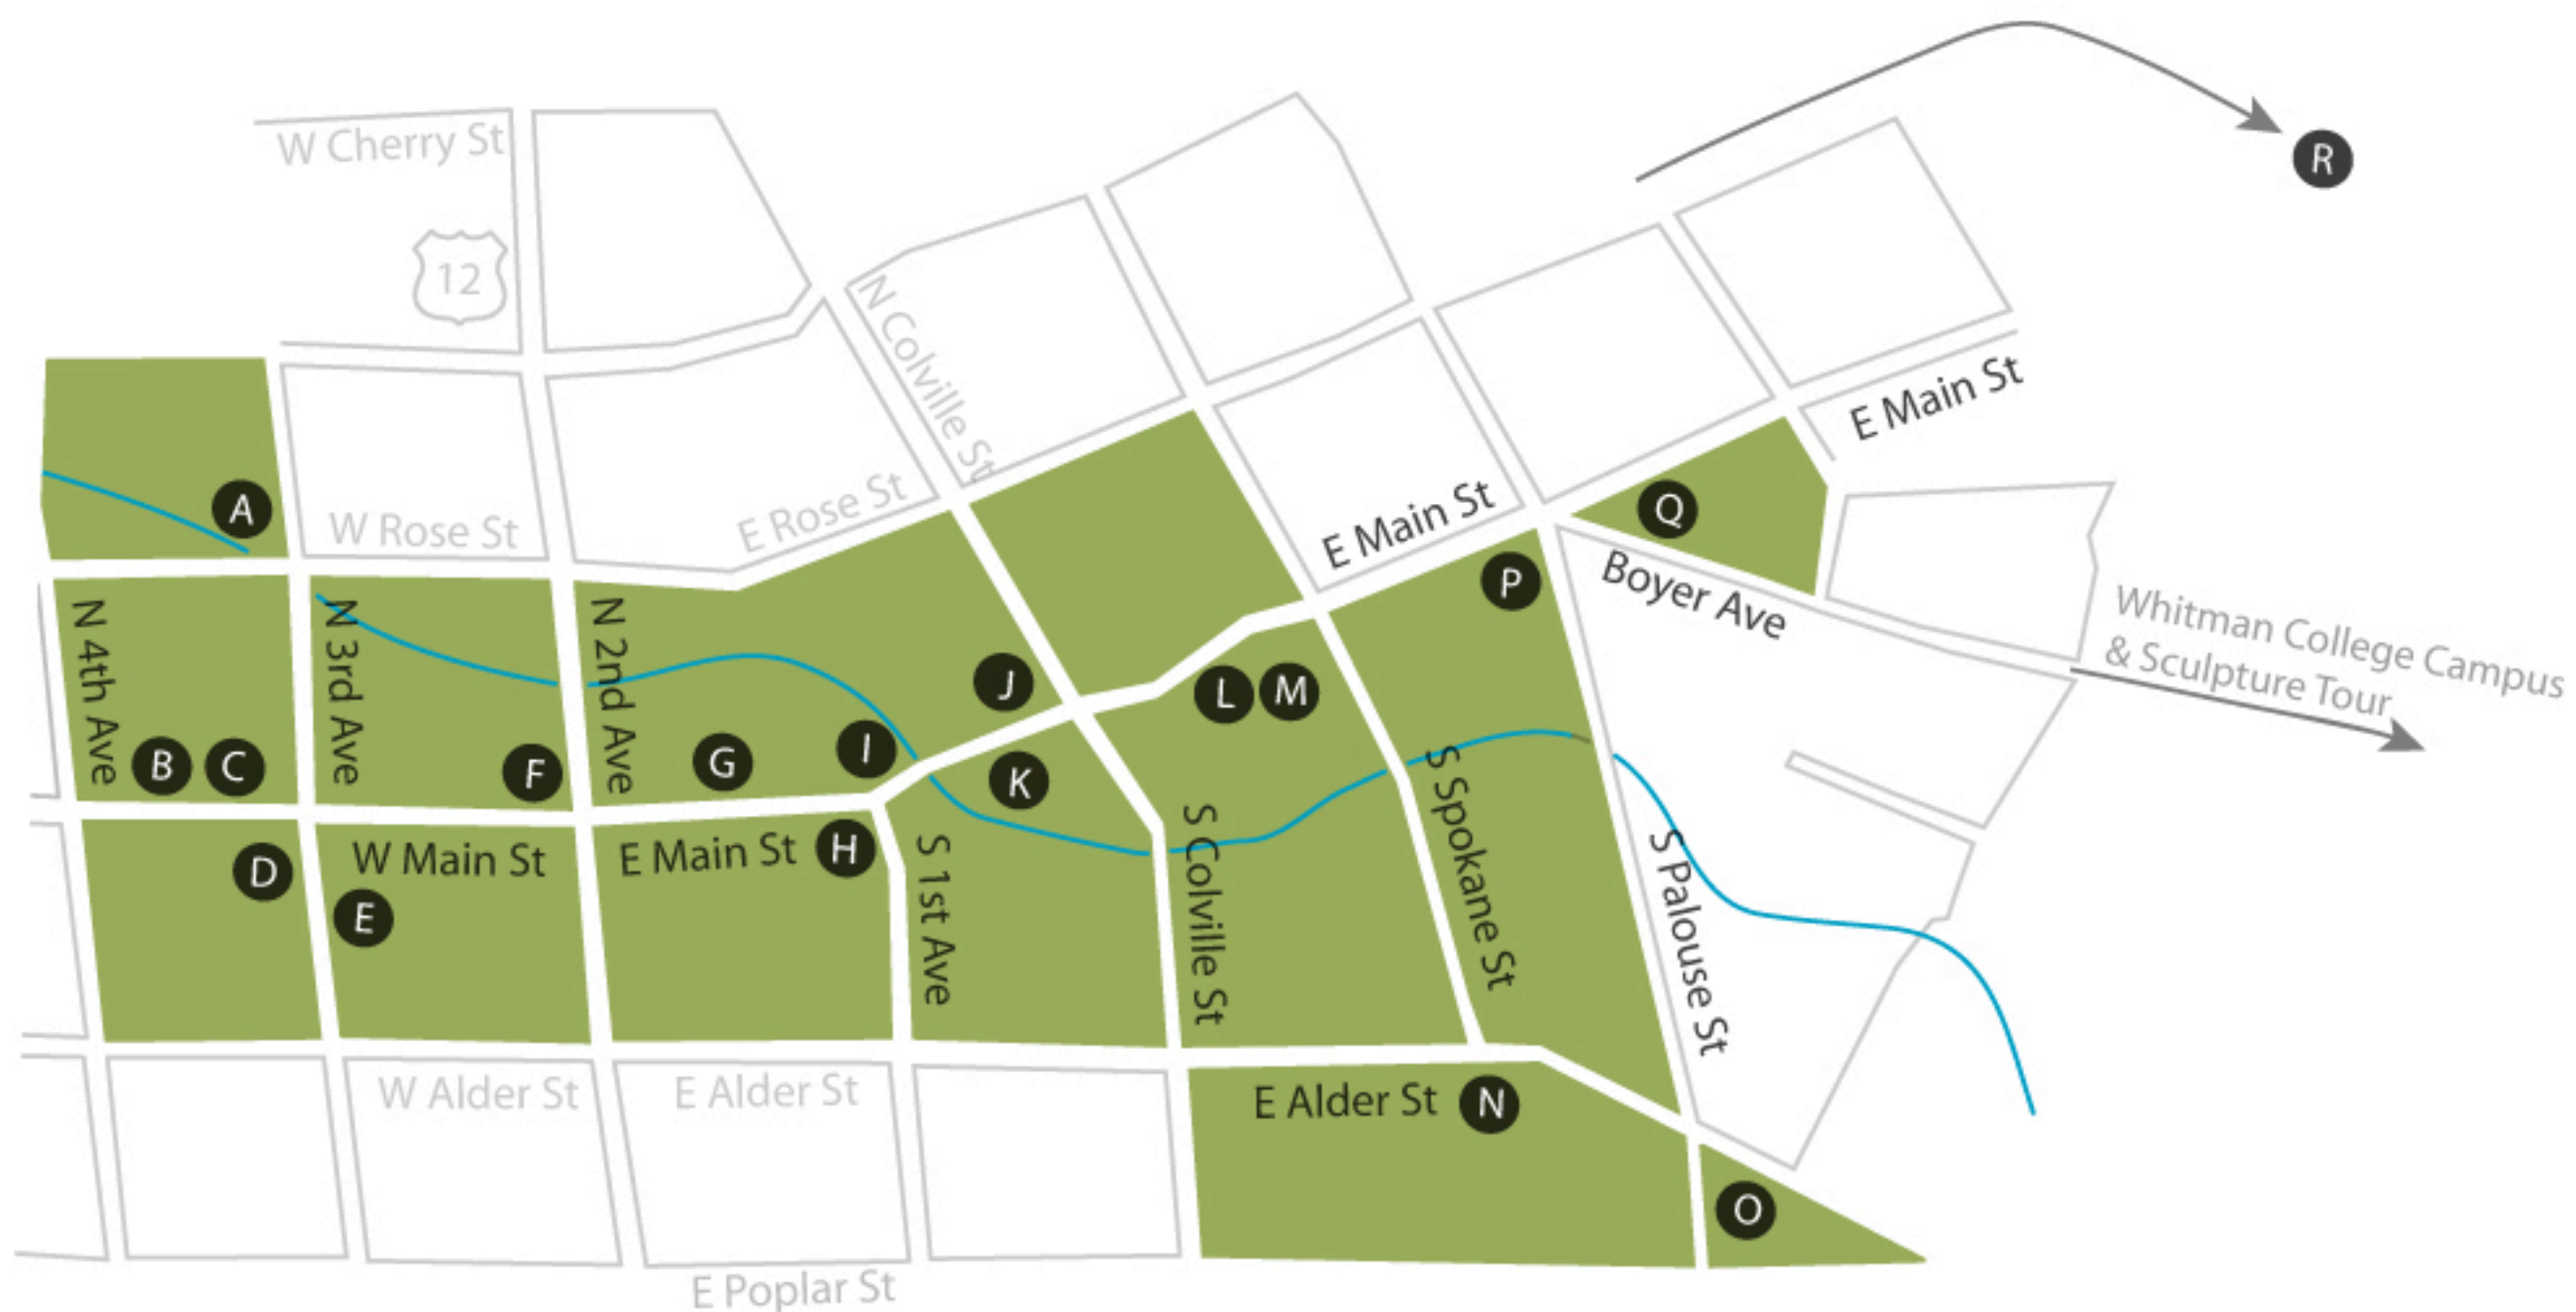 R
W Cherry St
12
N Colville St
E Main St
A
W Rose St
E Rose St
E Main St
Q
P
Boyer Ave
Whitman College Campus
& Sculpture Tour
N 4th Ave
N 3rd Ave
N 2nd Ave
J
L
M
B
C
F
G
I
K
D
W Main St
E Main St
H
E
S 1st Ave
S Colville St
S Spokane St
S Palouse St
W Alder St
E Alder St
E Alder St
N
O
E Poplar St